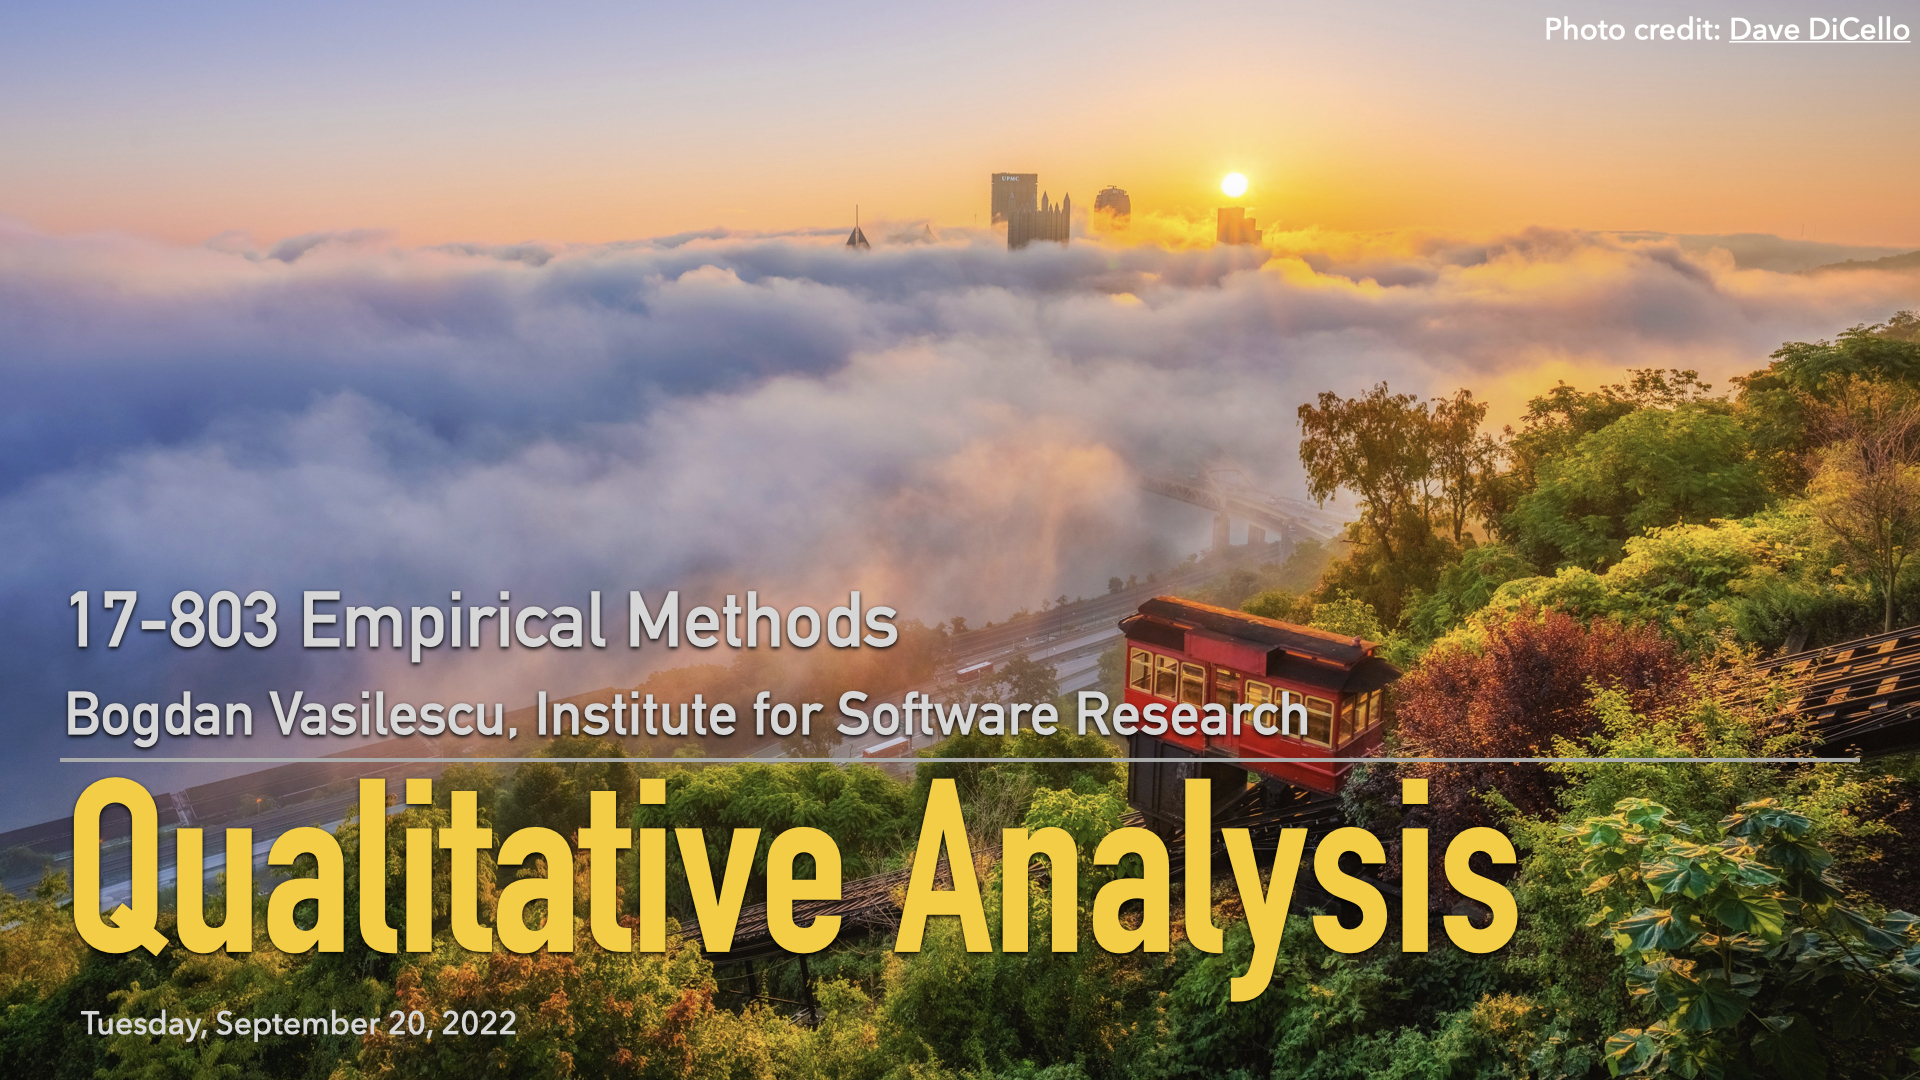 Photo credit: Dave DiCello
UPMC
17-803 Empirical Methods
Bogdan Vasilescu, Institute for Software Research
Qualitative Analysis
Tuesday, September 20, 2022